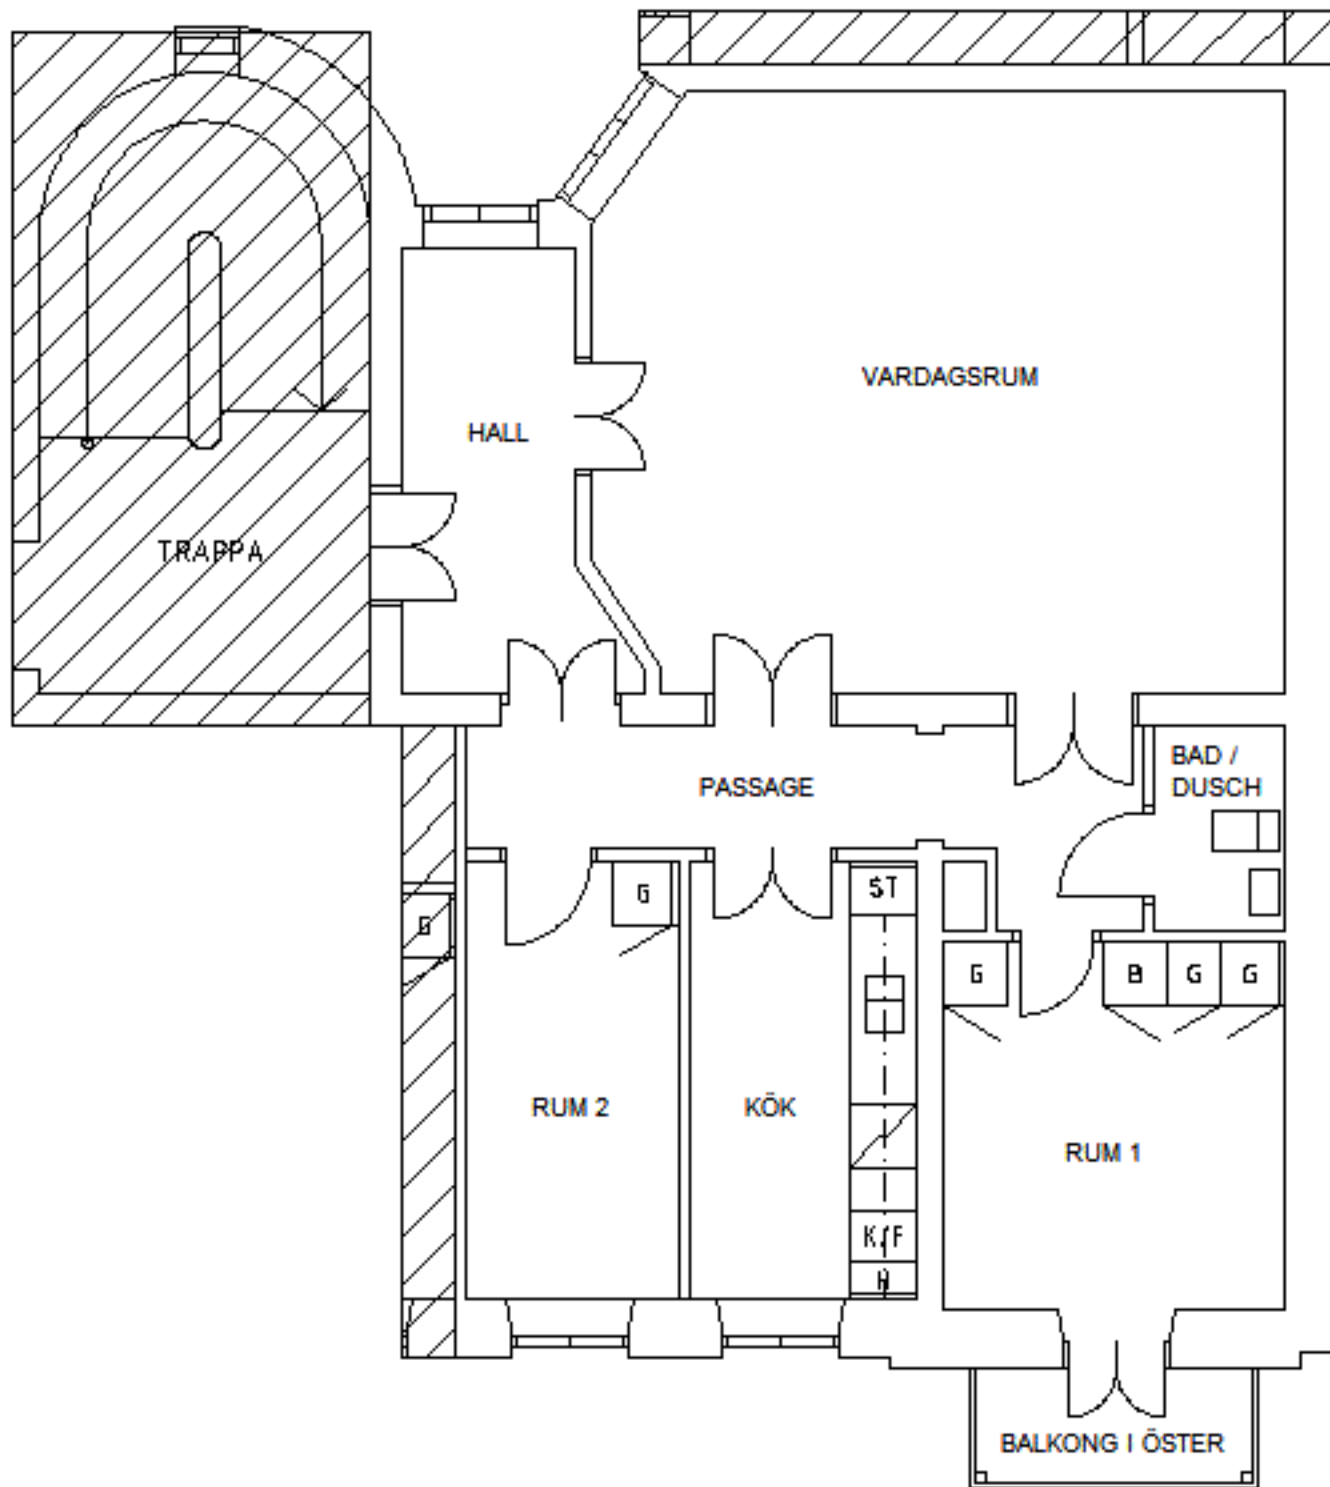 VARDAGSRUM
HALL
TRAPPA
BAD /
DUSCH
PASSAGE
ST
G
G
G
B
G
G
RUM 2
KÖK
RUM 1
K/F
H
BALKONG I ÖSTER